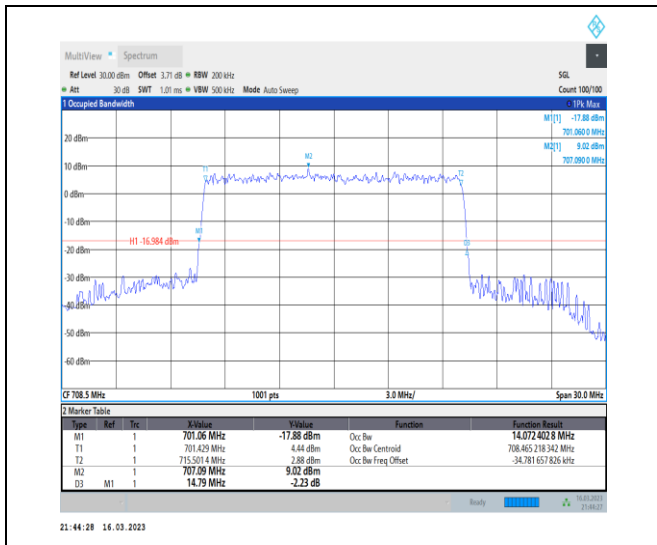 MultiView Spectrum
Ref Level 30.00 dBm Offset 3.71 dB RBW 200 kHz SGL
Att 30 dB SWT 1.01 ms VBW 500 kHz Mode Auto Sweep Count 100/100
1 Occupied Bandwidth 1Pk Max
M1[1] -17.88 dBm
701.060 0 MHz
M2[1] 9.02 dBm
707.090 0 MHz
20 dBm
10 dBm
0 dBm
-10 dBm
-20 dBm
-30 dBm
-40 dBm
-50 dBm
-60 dBm
T1
M2
T2
M1
H1 -16.984 dBm
D3
CF 708.5 MHz 1001 pts 3.0 MHz/ Span 30.0 MHz
2 Marker Table
Type Ref Trc X-Value Y-Value Function Function Result
M1 1 701.06 MHz -17.88 dBm Occ Bw 14.072 402 8 MHz
T1 1 701.429 MHz 4.44 dBm Occ Bw Centroid 708.465 218 342 MHz
T2 1 715.501 4 MHz 2.88 dBm Occ Bw Freq Offset -34.781 657 826 kHz
M2 1 707.09 MHz 9.02 dBm
D3 M1 1 14.79 MHz -2.23 dB
Ready 16.03.2023
21:44:27
21:44:28 16.03.2023